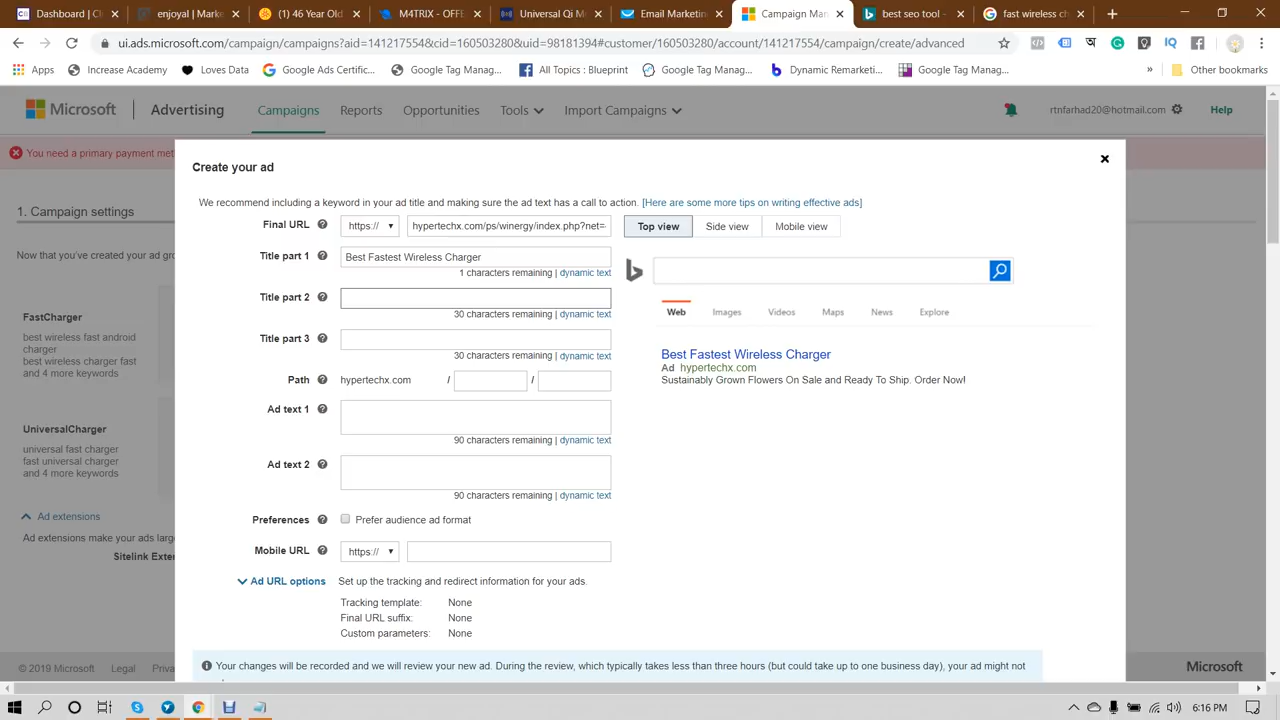 Dashboard
enjoyal | Me
(1) 46 Year Old
M4TRIX - OFFE
Universal Qi M
Email Marketin
Campaign Man
best seo tool -
fast wireless c
ui.ads.microsoft.com/campaign/campaigns?aid=141217554&cid=160503280&uid=98181394#customer/160503280/account/141217554/campaign/create/advanced
Apps
Increase Academy
Loves Data
Google Ads Certific...
Google Tag Manag...
All Topics : Blueprint
Google Tag Manag...
Dynamic Remarketi...
Google Tag Manag...
»
Other bookmarks
Microsoft
Advertising
Campaigns
Reports
Opportunities
Tools
Import Campaigns
rtnfarhad20@hotmail.com
Help
You need a primary payment met
Create your ad
1. Campaign settings
We recommend including a keyword in your ad title and making sure the ad text has a call to action. [Here are some more tips on writing effective ads]
Final URL
https://
hypertechx.com/ps/winergy/index.php?net=
Top view
Side view
Mobile view
Now that you've created your ad gro
Title part 1
Best Fastest Wireless Charger
1 characters remaining | dynamic text
Title part 2
30 characters remaining | dynamic text
Web
Images
Videos
Maps
News
Explore
FastCharger
best wireless fast android
charger
best wireless charger fast
and 4 more keywords
Title part 3
30 characters remaining | dynamic text
Best Fastest Wireless Charger
Ad hypertechx.com
Sustainably Grown Flowers On Sale and Ready To Ship. Order Now!
Path
hypertechx.com
/
/
Ad text 1
90 characters remaining | dynamic text
UniversalCharger
universal fast charger
fast universal charger
and 4 more keywords
Ad text 2
90 characters remaining | dynamic text
Ad extensions
Ad extensions make your ads larg
Sitelink Exter
Preferences
Prefer audience ad format
Mobile URL
https://
Ad URL options
Set up the tracking and redirect information for your ads.
Tracking template: None
Final URL suffix: None
Custom parameters: None
Your changes will be recorded and we will review your new ad. During the review, which typically takes less than three hours (but could take up to one business day), your ad might not
© 2019 Microsoft
Legal
Priva
Microsoft
6:16 PM